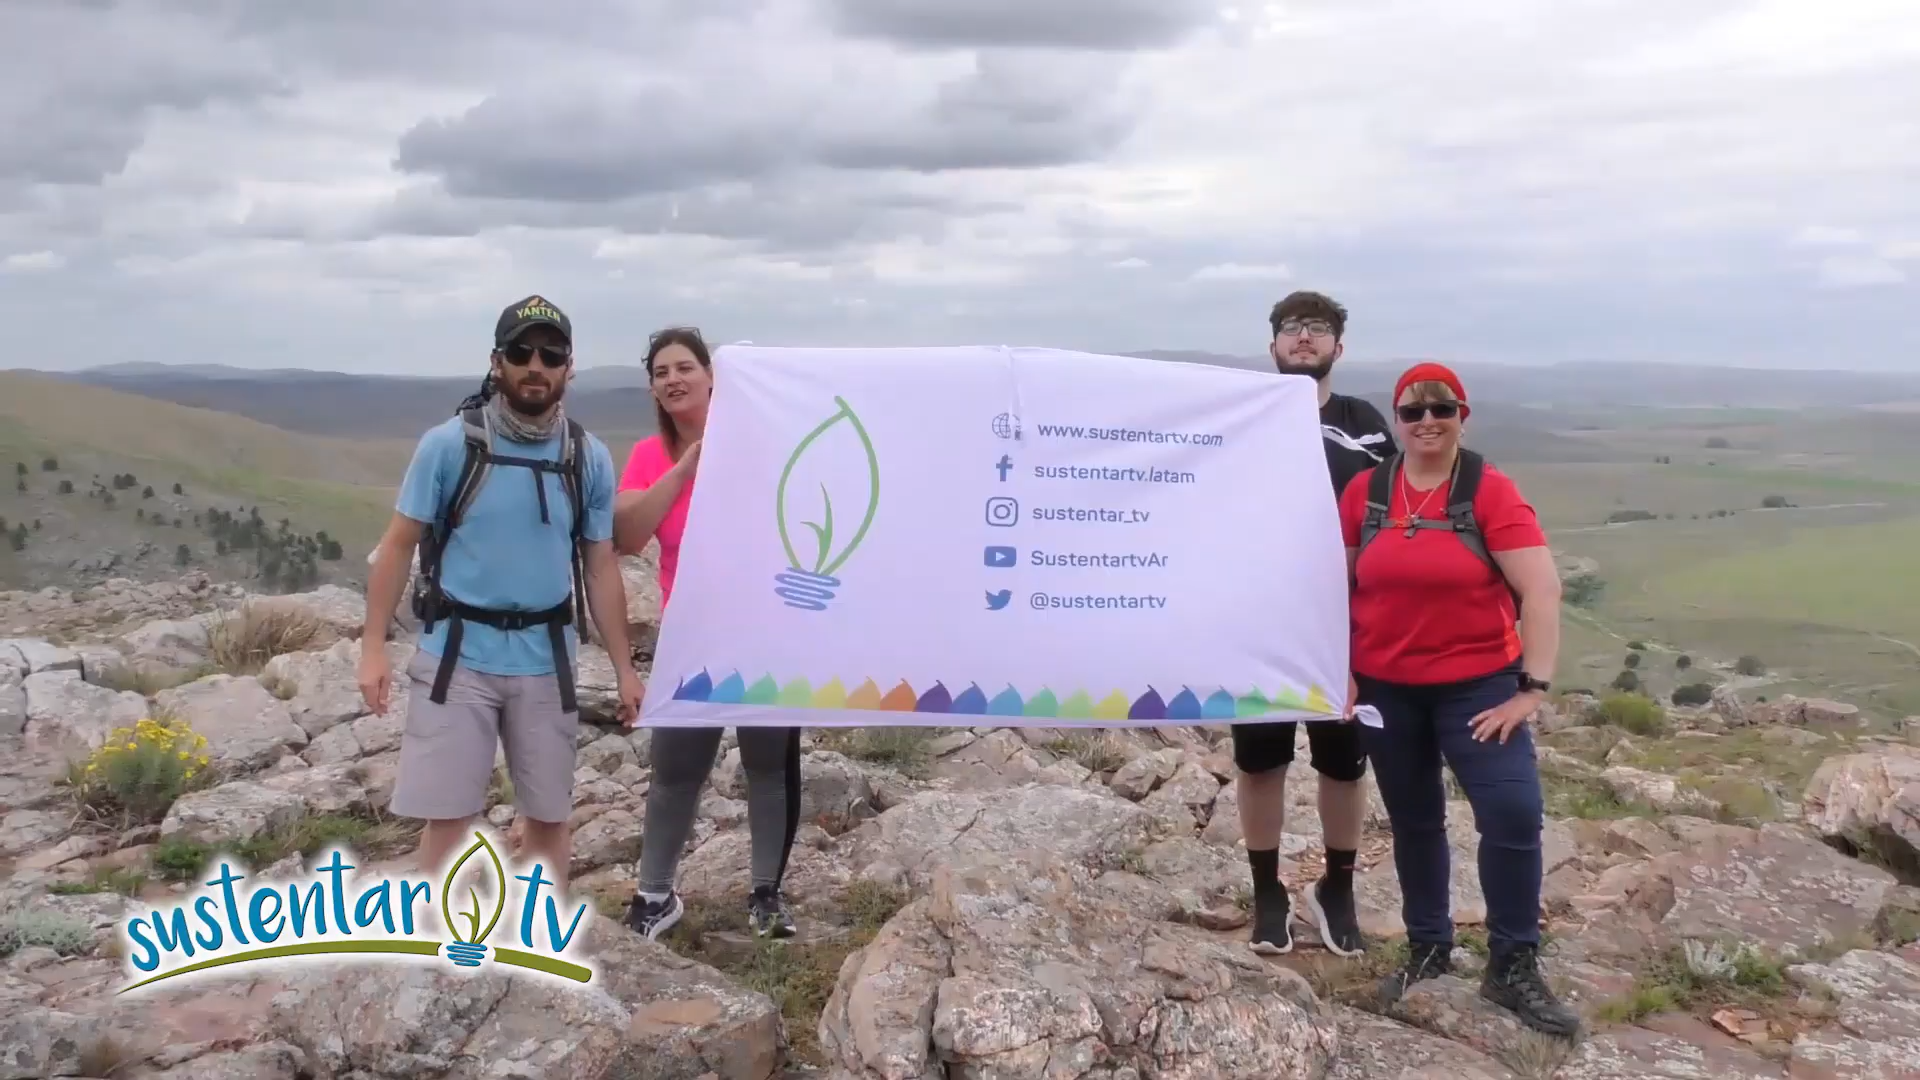 YANTEN
www.sustentartv.com
sustentartv.latam
sustentar_tv
SustentartvAr
@sustentartv
sustentar tv